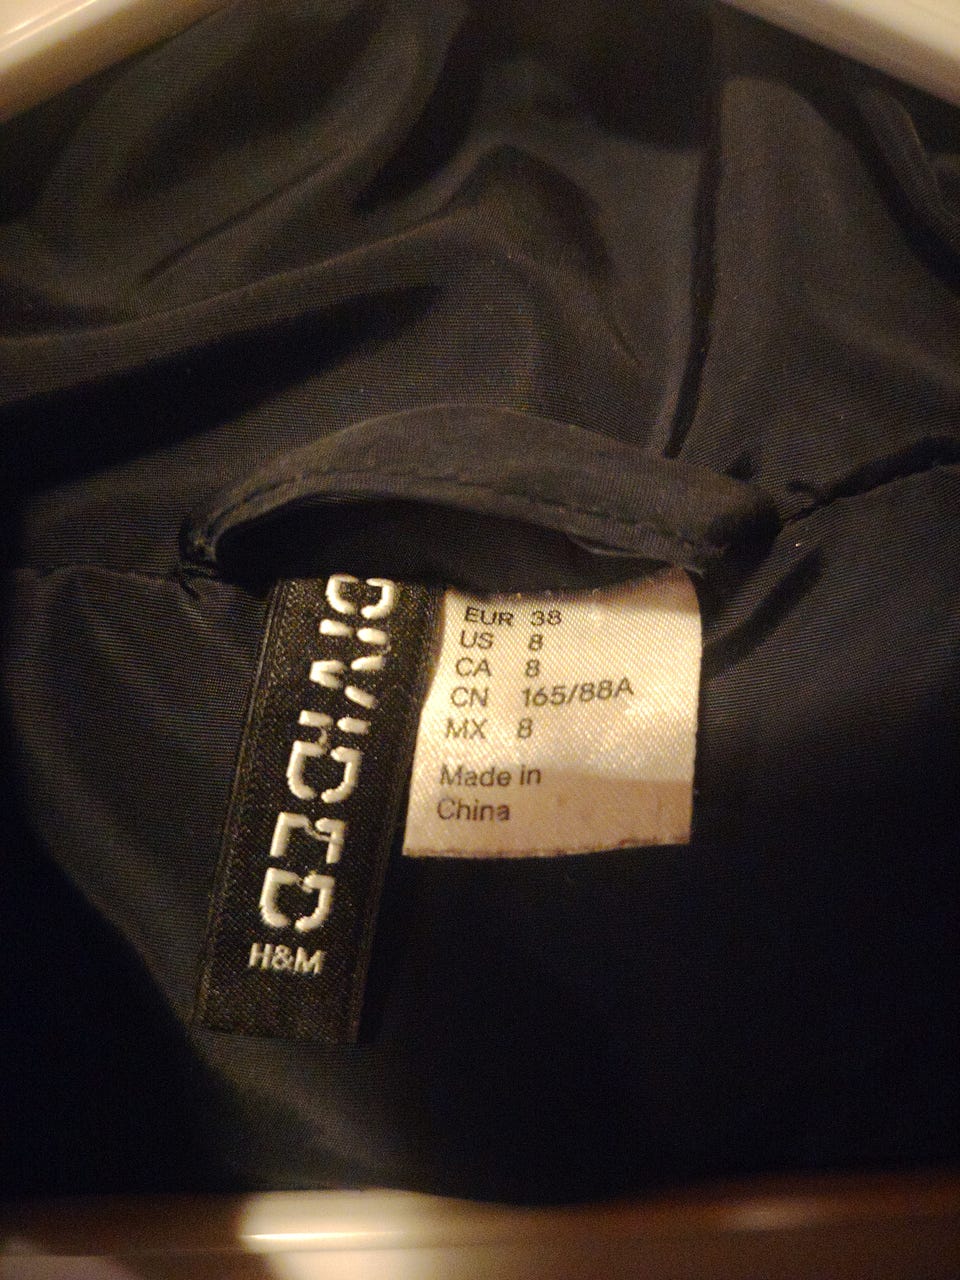 DIVIDED
H&M
EUR 38
US 8
CA 8
CN 165/88A
MX 8
Made in
China